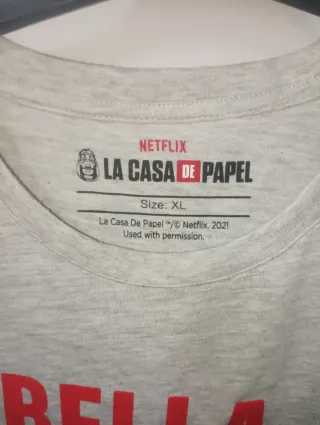 NETFLIX
LA CASA DE PAPEL
Size: XL
La Casa De Papel ™/© Netflix, 2021
Used with permission.
BELLA